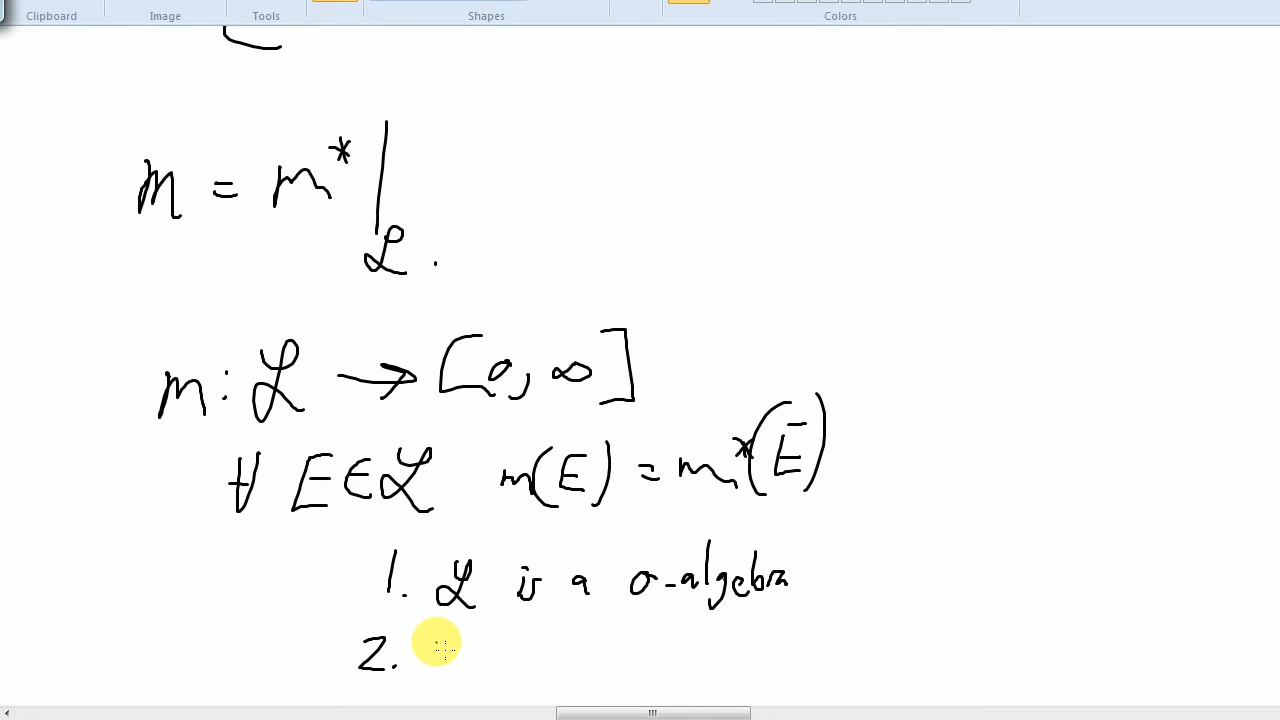 Clipboard Image Tools Shapes Colors
m = m*|
ℒ.
m : ℒ → [0, ∞]
∀ E ∈ ℒ m(E) = m*(E)
1. ℒ is a σ-algebra
2.